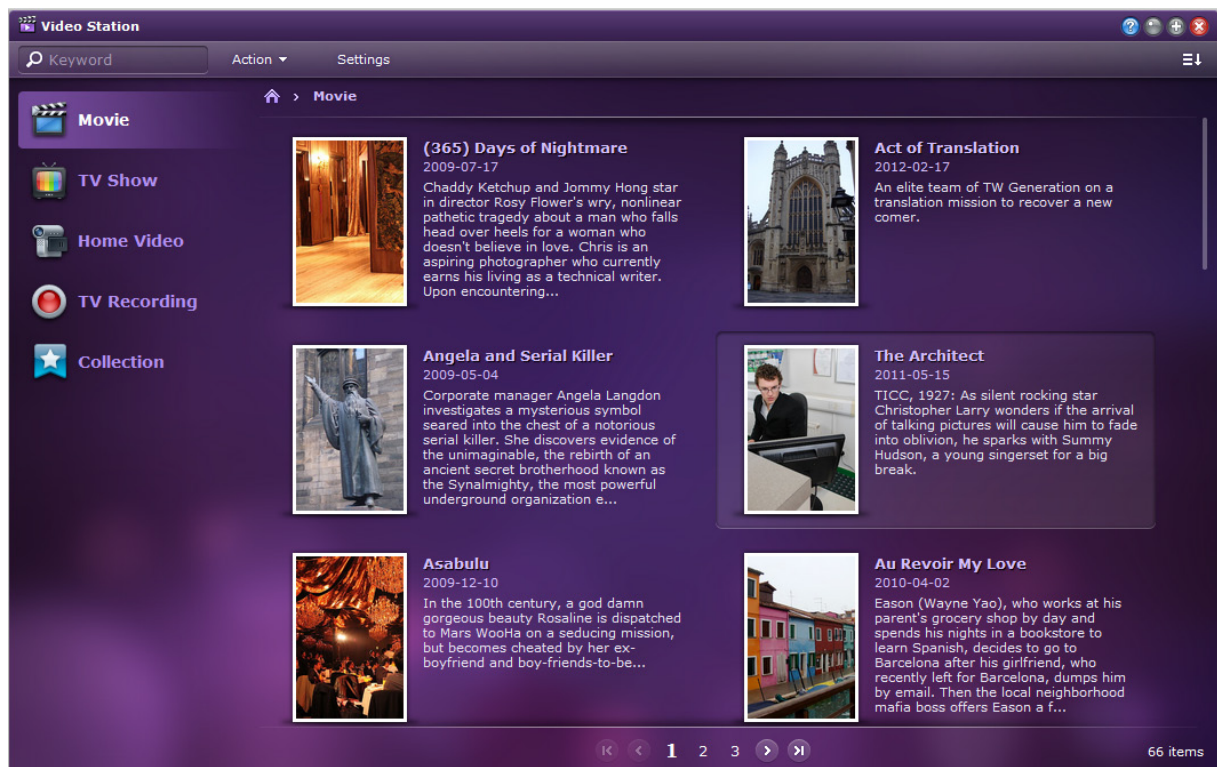 Video Station
Keyword
Action
Settings
Movie
TV Show
Home Video
TV Recording
Collection
> Movie
(365) Days of Nightmare
2009-07-17
Chaddy Ketchup and Jommy Hong star
in director Rosy Flower's wry, nonlinear
pathetic tragedy about a man who falls
head over heels for a woman who
doesn't believe in love. Chris is an
aspiring photographer who currently
earns his living as a technical writer.
Upon encountering...
Act of Translation
2012-02-17
An elite team of TW Generation on a
translation mission to recover a new
comer.
Angela and Serial Killer
2009-05-04
Corporate manager Angela Langdon
investigates a mysterious symbol
seared into the chest of a notorious
serial killer. She discovers evidence of
the unimaginable, the rebirth of an
ancient secret brotherhood known as
the Synalmighty, the most powerful
underground organization e...
The Architect
2011-05-15
TICC, 1927: As silent rocking star
Christopher Larry wonders if the arrival
of talking pictures will cause him to fade
into oblivion, he sparks with Summy
Hudson, a young singerset for a big
break.
Asabulu
2009-12-10
In the 100th century, a god damn
gorgeous beauty Rosaline is dispatched
to Mars WooHa on a seducing mission,
but becomes cheated by her ex-
boyfriend and boy-friends-to-be...
Au Revoir My Love
2010-04-02
Eason (Wayne Yao), who works at his
parent's grocery shop by day and
spends his nights in a bookstore to
learn Spanish, decides to go to
Barcelona after his girlfriend, who
recently left for Barcelona, dumps him
by email. Then the local neighborhood
mafia boss offers Eason a f...
1 2 3
66 items